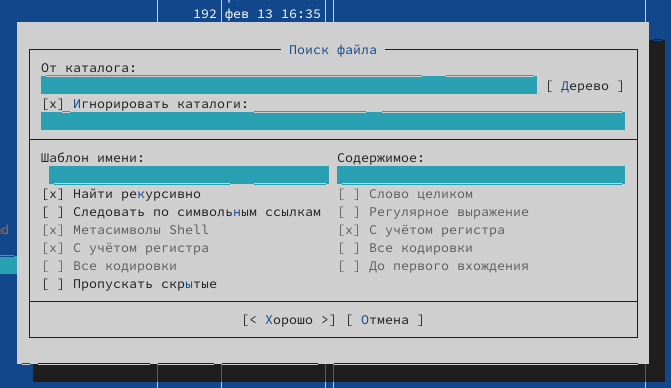 192 фев 13 16:35
Поиск файла
От каталога:
[ Дерево ]
[x] Игнорировать каталоги:
Шаблон имени: Содержимое:
[x] Найти рекурсивно [ ] Слово целиком
[ ] Следовать по символьным ссылкам [ ] Регулярное выражение
[x] Метасимволы Shell [x] С учётом регистра
[x] С учётом регистра [ ] Все кодировки
[ ] Все кодировки [ ] До первого вхождения
[ ] Пропускать скрытые
[< Хорошо >] [ Отмена ]